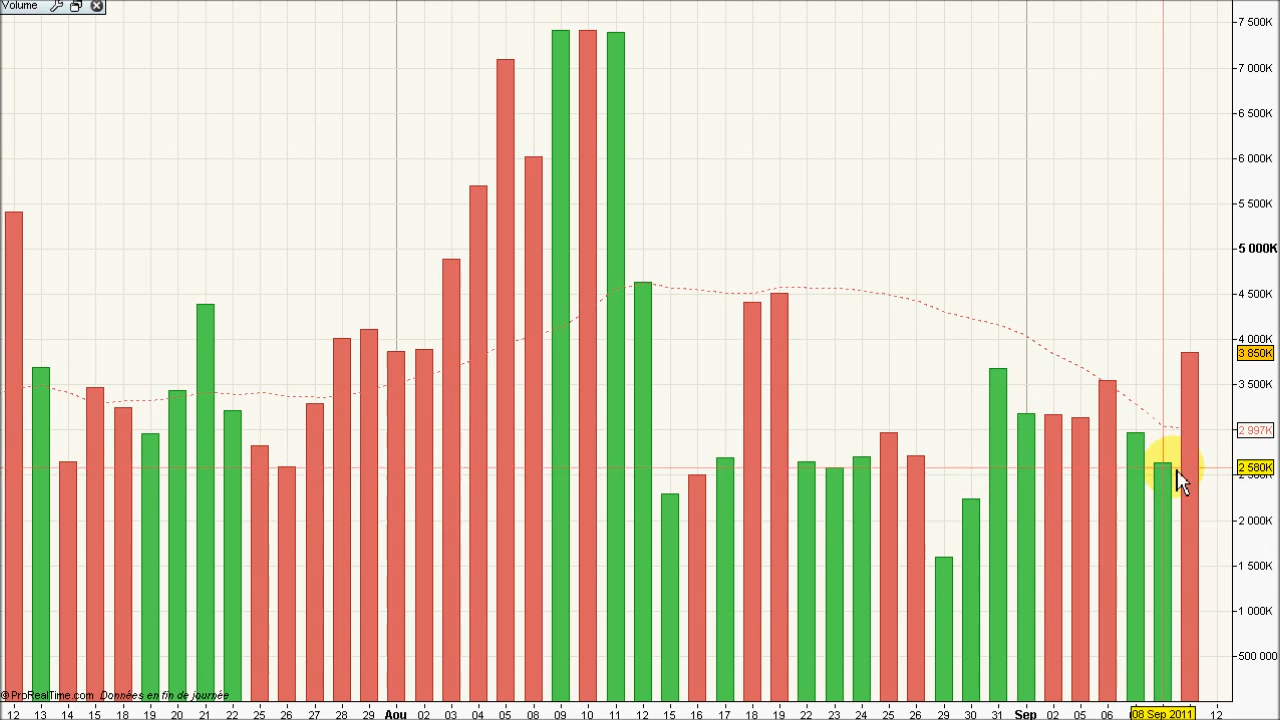 Volume
7 500K
7 000K
6 500K
6 000K
5 500K
5 000K
4 500K
4 000K
3 850K
3 500K
2 997K
2 580K
2 000K
1 500K
1 000K
500 000
© ProRealTime.com Données en fin de journée
12 13 14 15 18 19 20 21 22 25 26 27 28 29 Aou 02 03 04 05 08 09 10 11 12 15 16 17 18 19 22 23 24 25 26 29 30 31 Sep 02 05 06 08 Sep 2011 12